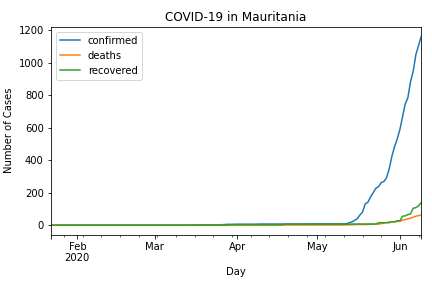 COVID-19 in Mauritania
1200
1000
800
600
400
200
0
Number of Cases
confirmed
deaths
recovered
Feb
2020
Mar
Apr
May
Jun
Day